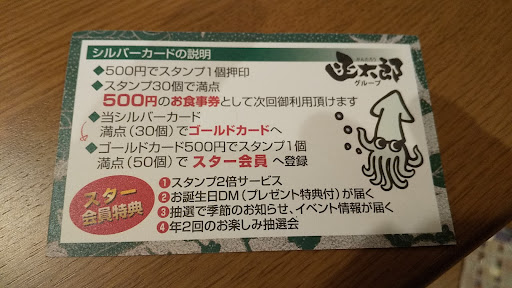 シルバーカードの説明
かんたろう
函太郎
グループ
◆500円でスタンプ1個押印
◆スタンプ30個で満点
500円のお食事券として次回御利用頂けます
◆当シルバーカード
満点(30個)でゴールドカードへ
◆ゴールドカード500円でスタンプ1個
満点(50個)でスター会員へ登録
スター
会員特典
❶スタンプ2倍サービス
❷お誕生日DM(プレゼント特典付)が届く
❸抽選で季節のお知らせ、イベント情報が届く
❹年2回のお楽しみ抽選会